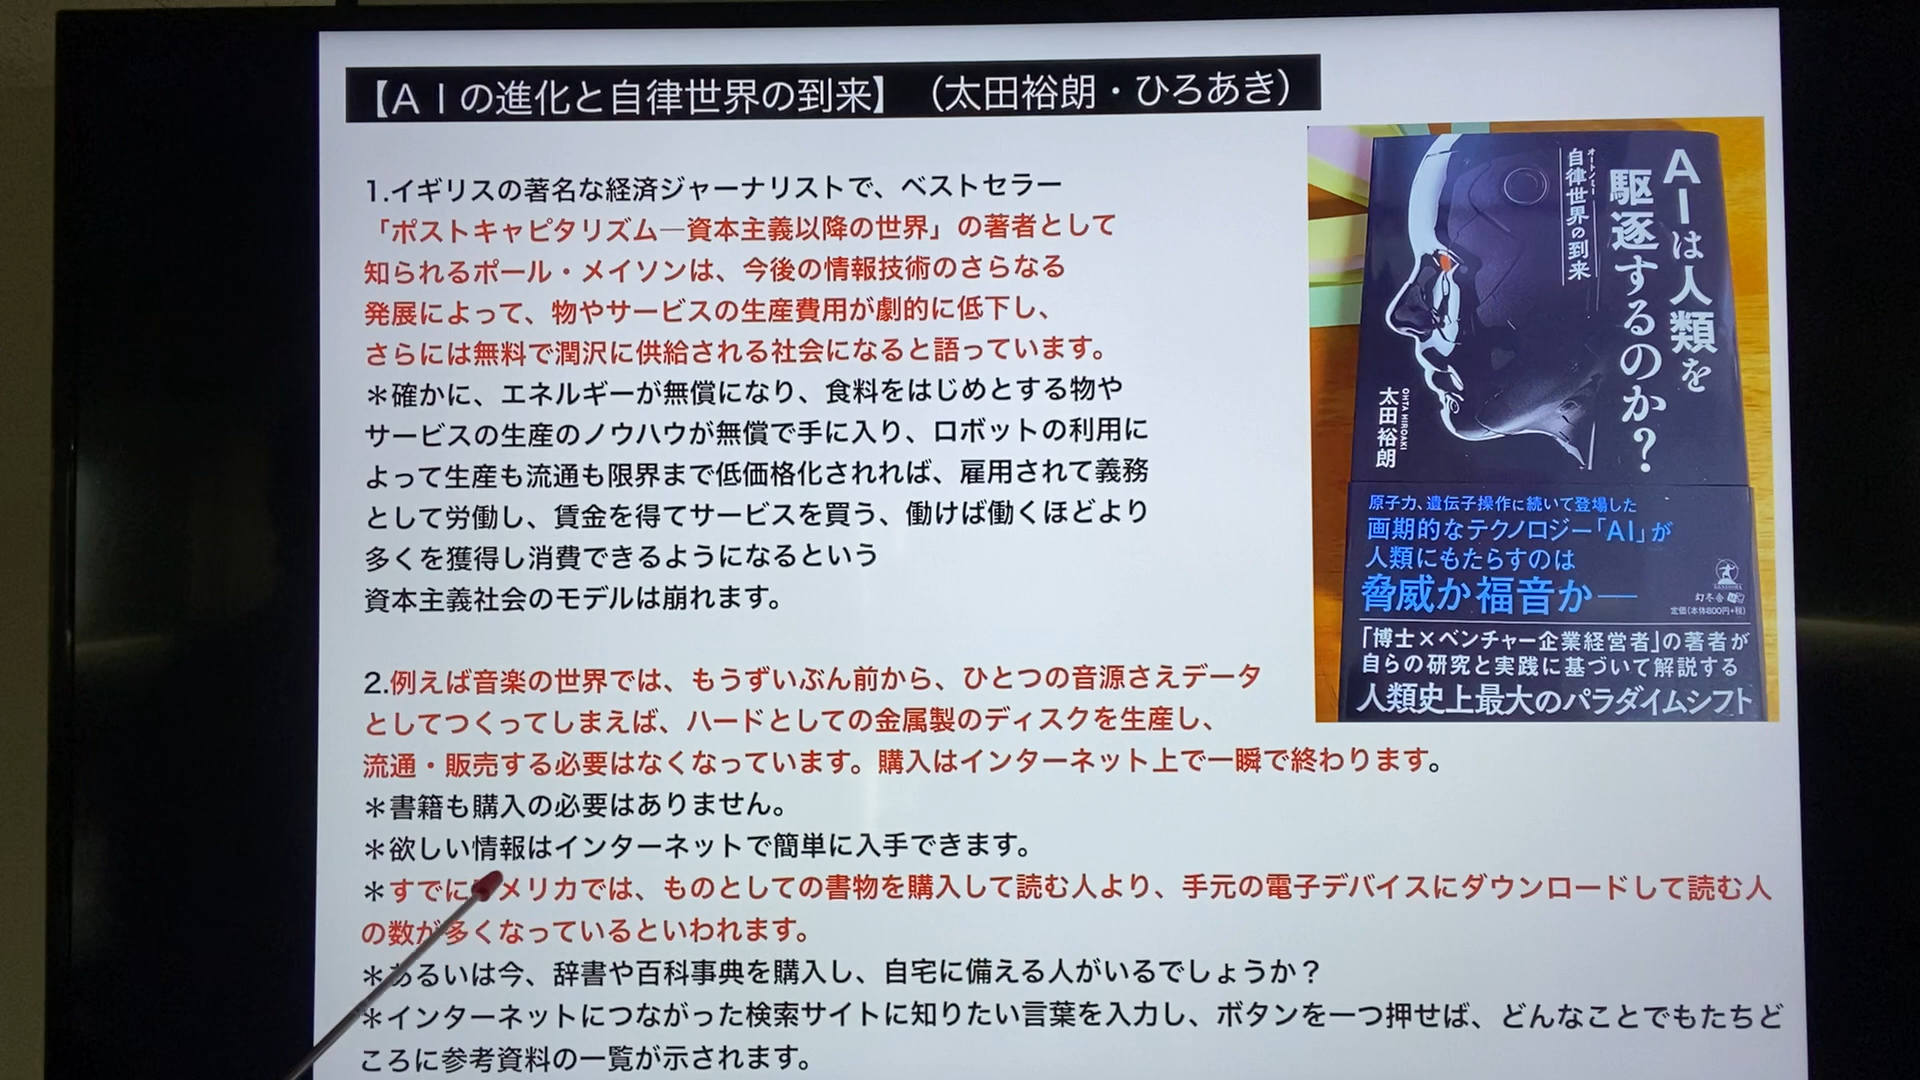 【ＡＩの進化と自律世界の到来】（太田裕朗・ひろあき）
1.イギリスの著名な経済ジャーナリストで、ベストセラー
「ポストキャピタリズム―資本主義以降の世界」の著者として
知られるポール・メイソンは、今後の情報技術のさらなる
発展によって、物やサービスの生産費用が劇的に低下し、
さらには無料で潤沢に供給される社会になると語っています。
＊確かに、エネルギーが無償になり、食料をはじめとする物や
サービスの生産のノウハウが無償で手に入り、ロボットの利用に
よって生産も流通も限界まで低価格化されれば、雇用されて義務
として労働し、賃金を得てサービスを買う、働けば働くほどより
多くを獲得し消費できるようになるという
資本主義社会のモデルは崩れます。
2.例えば音楽の世界では、もうずいぶん前から、ひとつの音源さえデータ
としてつくってしまえば、ハードとしての金属製のディスクを生産し、
流通・販売する必要はなくなっています。購入はインターネット上で一瞬で終わります。
＊書籍も購入の必要はありません。
＊欲しい情報はインターネットで簡単に入手できます。
＊すでにアメリカでは、ものとしての書物を購入して読む人より、手元の電子デバイスにダウンロードして読む人
の数が多くなっているといわれます。
＊あるいは今、辞書や百科事典を購入し、自宅に備える人がいるでしょうか？
＊インターネットにつながった検索サイトに知りたい言葉を入力し、ボタンを一つ押せば、どんなことでもたちど
ころに参考資料の一覧が示されます。
AIは人類を
駆逐するのか?
オートノミー
自律世界の到来
OHTA HIROAKI
太田裕朗
原子力、遺伝子操作に続いて登場した
画期的なテクノロジー「AI」が
人類にもたらすのは
脅威か福音か―
幻冬舎
定価(本体800円+税)
「博士×ベンチャー企業経営者」の著者が
自らの研究と実践に基づいて解説する
人類史上最大のパラダイムシフト